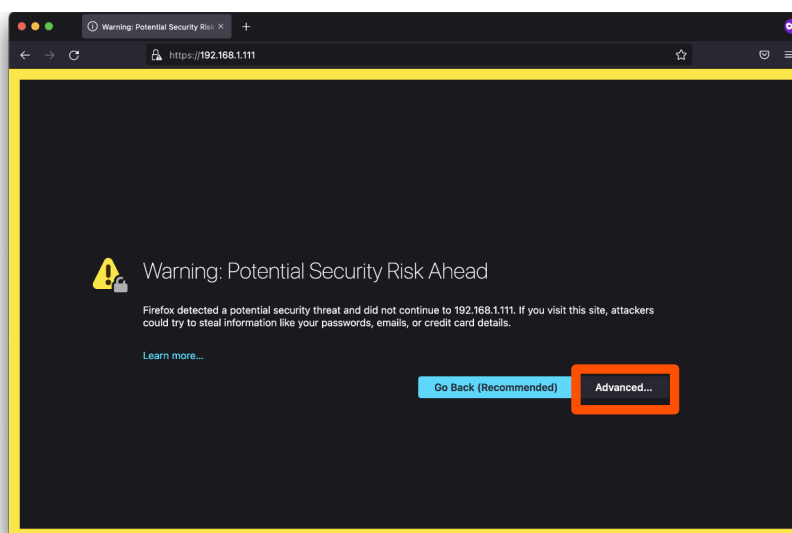 Warning: Potential Security Risk
https://192.168.1.111
Warning: Potential Security Risk Ahead
Firefox detected a potential security threat and did not continue to 192.168.1.111. If you visit this site, attackers
could try to steal information like your passwords, emails, or credit card details.
Learn more...
Go Back (Recommended)
Advanced...